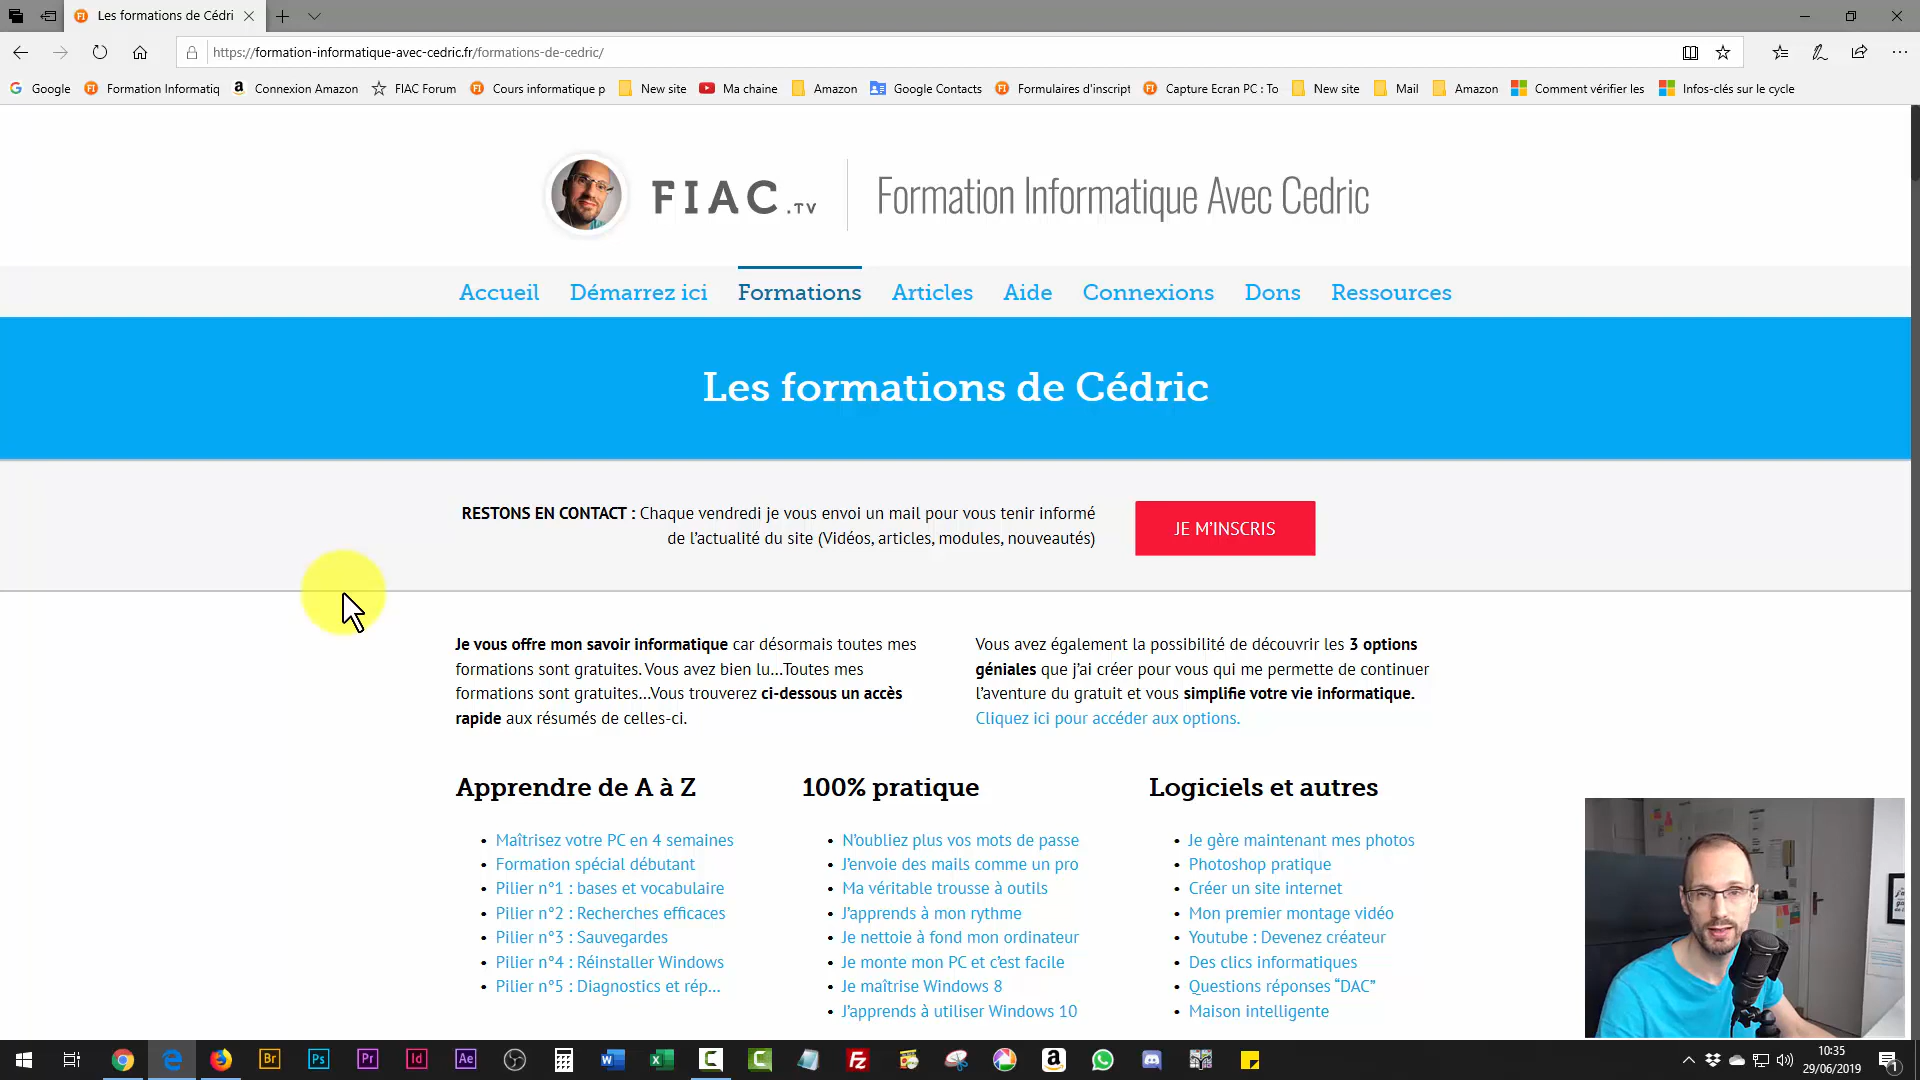 Les formations de Cédri
https://formation-informatique-avec-cedric.fr/formations-de-cedric/
Google Formation Informatiq Connexion Amazon FIAC Forum Cours informatique p New site Ma chaine Amazon Google Contacts Formulaires d'inscript Capture Ecran PC : To New site Mail Amazon Comment vérifier les Infos-clés sur le cycle
FIAC.TV Formation Informatique Avec Cedric
Accueil Démarrez ici Formations Articles Aide Connexions Dons Ressources
Les formations de Cédric
RESTONS EN CONTACT : Chaque vendredi je vous envoi un mail pour vous tenir informé
de l'actualité du site (Vidéos, articles, modules, nouveautés)
JE M'INSCRIS
Je vous offre mon savoir informatique car désormais toutes mes
formations sont gratuites. Vous avez bien lu...Toutes mes
formations sont gratuites...Vous trouverez ci-dessous un accès
rapide aux résumés de celles-ci.
Vous avez également la possibilité de découvrir les 3 options
géniales que j'ai créer pour vous qui me permete de continuer
l'aventure du gratuit et vous simplifie votre vie informatique.
Cliquez ici pour accéder aux options.
Apprendre de A à Z
• Maîtrisez votre PC en 4 semaines
• Formation spécial débutant
• Pilier n°1 : bases et vocabulaire
• Pilier n°2 : Recherches efficaces
• Pilier n°3 : Sauvegardes
• Pilier n°4 : Réinstaller Windows
• Pilier n°5 : Diagnostics et rép...
100% pratique
• N'oubliez plus vos mots de passe
• J'envoie des mails comme un pro
• Ma véritable trousse à outils
• J'apprends à mon rythme
• Je nettoie à fond mon ordinateur
• Je monte mon PC et c'est facile
• Je maîtrise Windows 8
• J'apprends à utiliser Windows 10
Logiciels et autres
• Je gère maintenant mes photos
• Photoshop pratique
• Créer un site internet
• Mon premier montage vidéo
• Youtube : Devenez créateur
• Des clics informatiques
• Questions réponses “DAC”
• Maison intelligente
Br Ps Pr Id Ae
10:35
29/06/2019
1